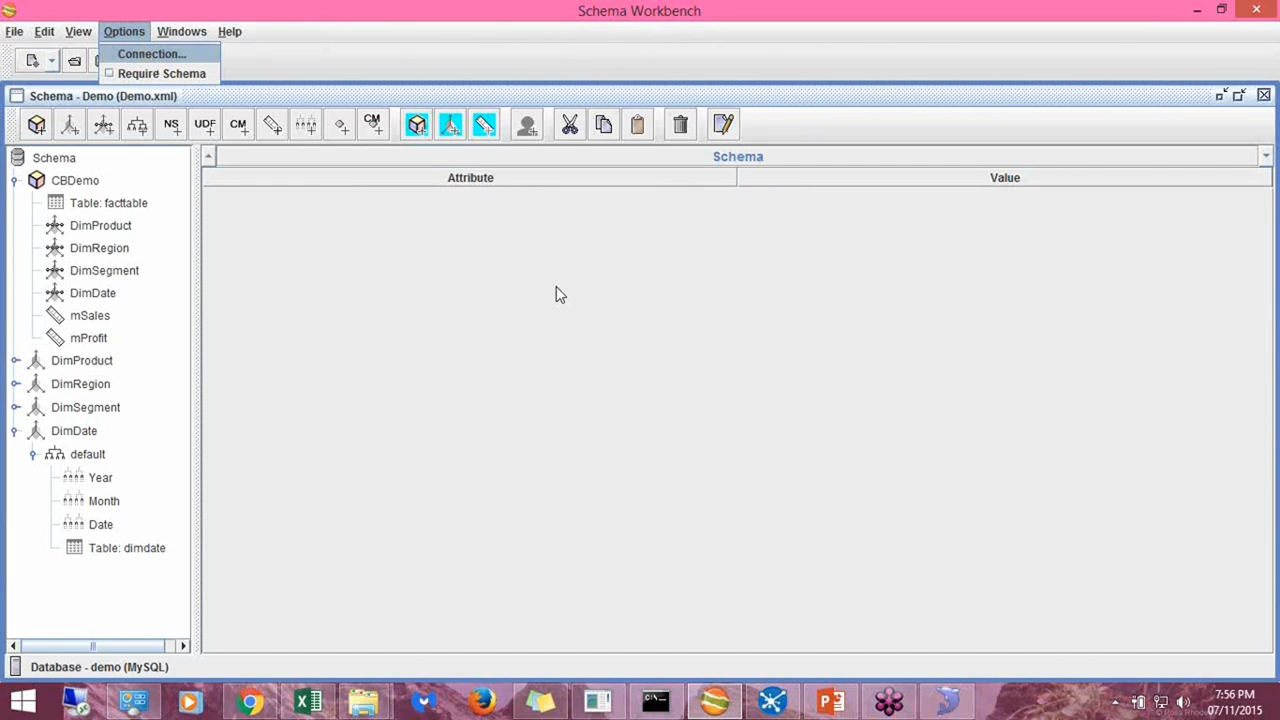 Schema Workbench
File Edit View Options Windows Help
Connection...
Require Schema
Schema - Demo (Demo.xml)
NS UDF CM CM
Schema
Schema
Attribute Value
CBDemo
Table: facttable
DimProduct
DimRegion
DimSegment
DimDate
mSales
mProfit
DimProduct
DimRegion
DimSegment
DimDate
default
Year
Month
Date
Table: dimdate
Database - demo (MySQL)
7:56 PM
07/11/2015